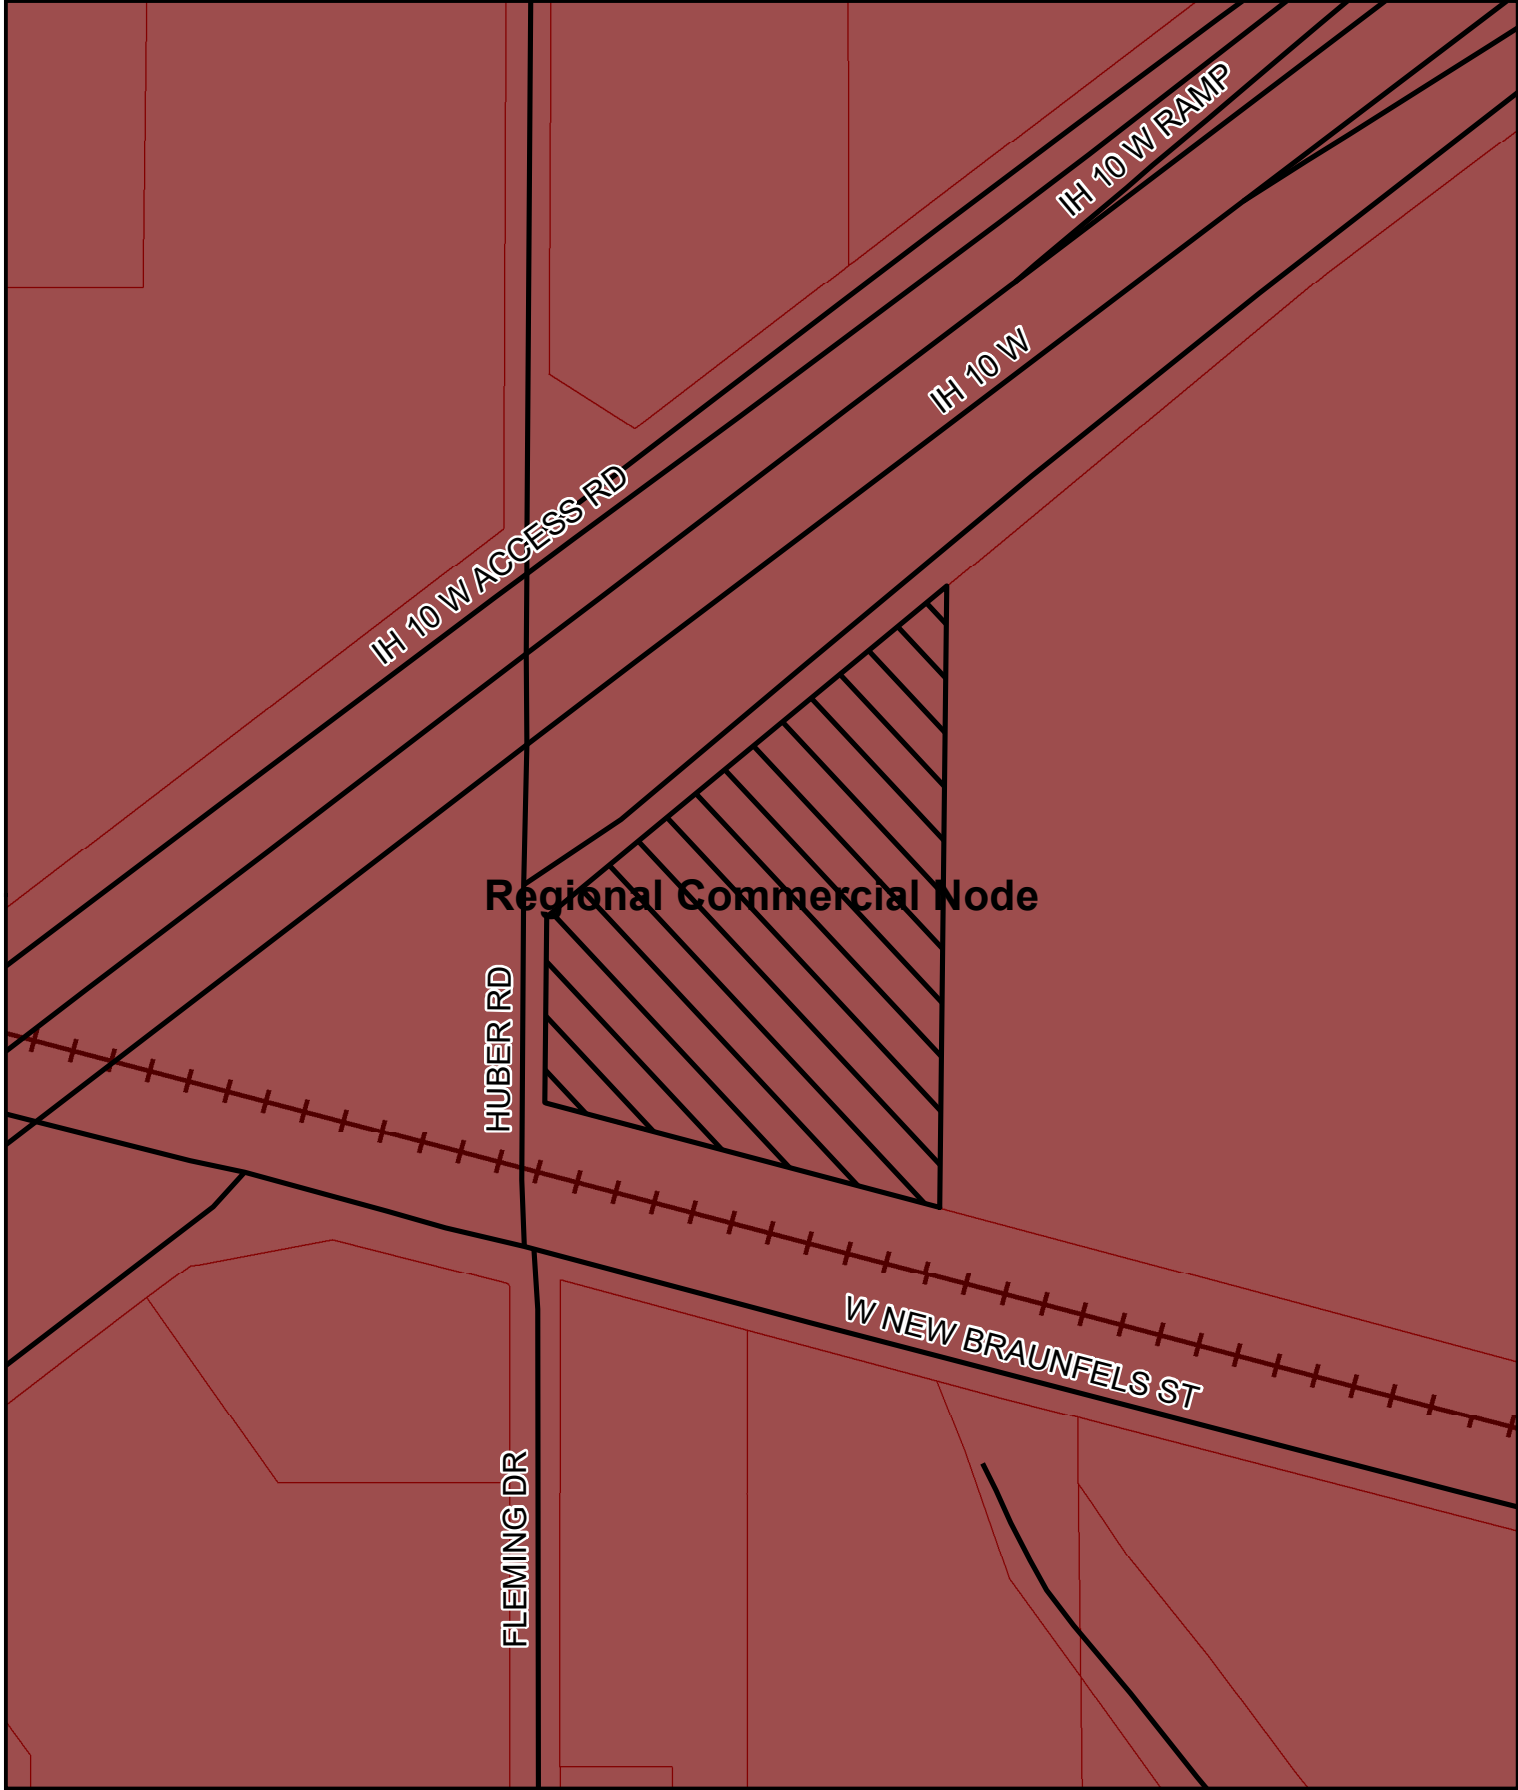 IH 10 W RAMP
IH 10 W
IH 10 W ACCESS RD
Regional Commercial Node
HUBER RD
W NEW BRAUNFELS ST
FLEMING DR